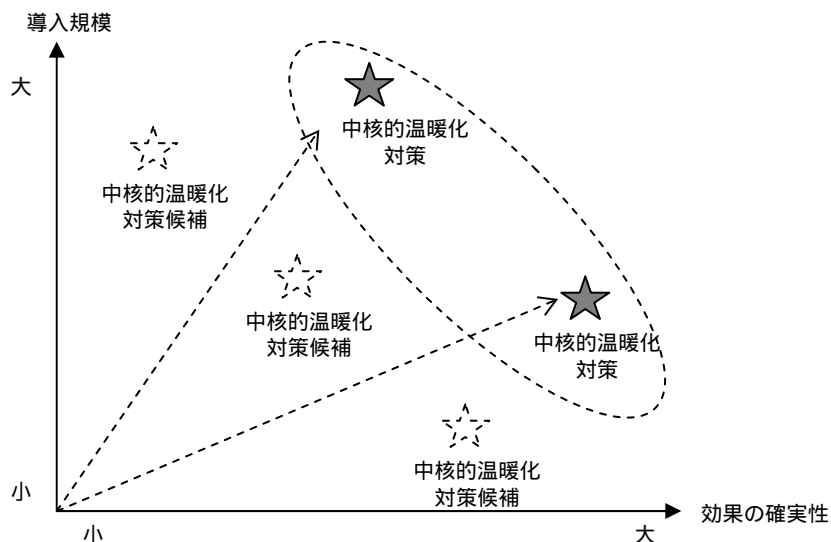 導入規模
大
中核的温暖化
対策
中核的温暖化
対策候補
中核的温暖化
対策候補
中核的温暖化
対策
中核的温暖化
対策候補
小
小
大
効果の確実性